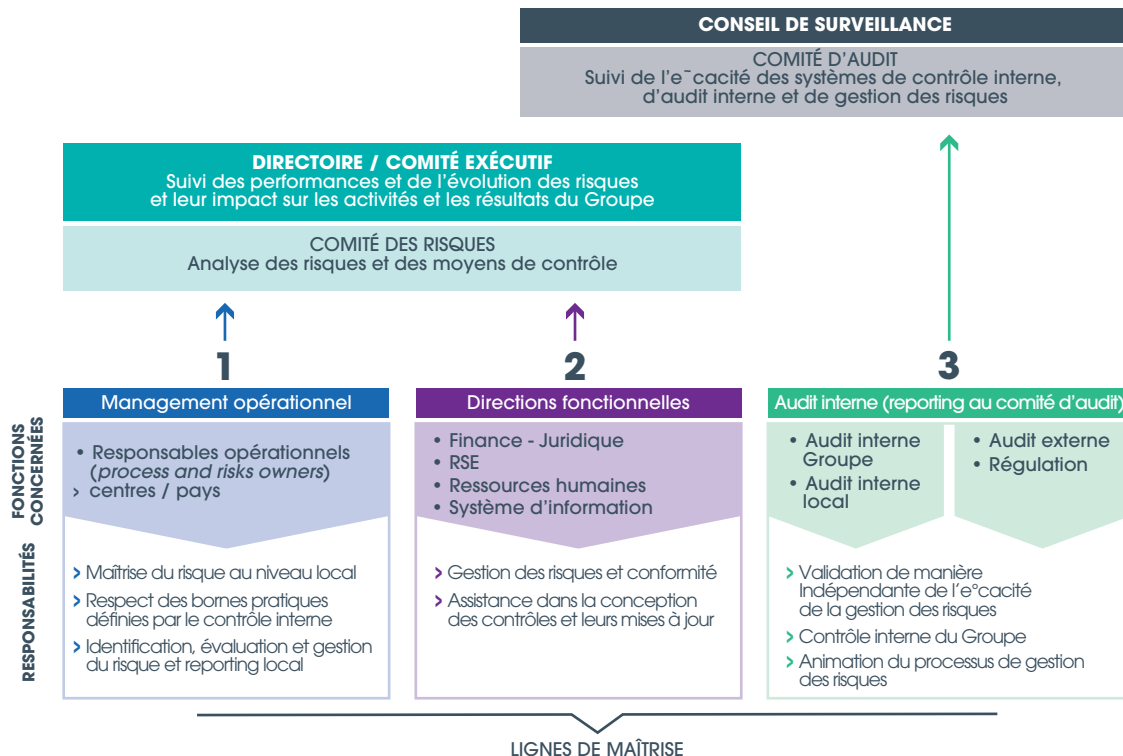 CONSEIL DE SURVEILLANCE
COMITÉ D'AUDIT
Suivi de l'e˜cacité des systèmes de contrôle interne,
d'audit interne et de gestion des risques
DIRECTOIRE / COMITÉ EXÉCUTIF
Suivi des performances et de l'évolution des risques
et leur impact sur les activités et les résultats du Groupe
COMITÉ DES RISQUES
Analyse des risques et des moyens de contrôle
1
2
3
Management opérationnel
Directions fonctionnelles
Audit interne (reporting au comité d'audit)
FONCTIONS
CONCERNÉES
• Responsables opérationnels
(process and risks owners)
› centres / pays
• Finance - Juridique
• RSE
• Ressources humaines
• Système d'information
• Audit interne
Groupe
• Audit interne
local
• Audit externe
• Régulation
RESPONSABILITÉS
› Maîtrise du risque au niveau local
› Respect des bornes pratiques
définies par le contrôle interne
› Identification, évaluation et gestion
du risque et reporting local
› Gestion des risques et conformité
› Assistance dans la conception
des contrôles et leurs mises à jour
› Validation de manière
Indépendante de l'e°cacité
de la gestion des risques
› Contrôle interne du Groupe
› Animation du processus de gestion
des risques
LIGNES DE MAÎTRISE